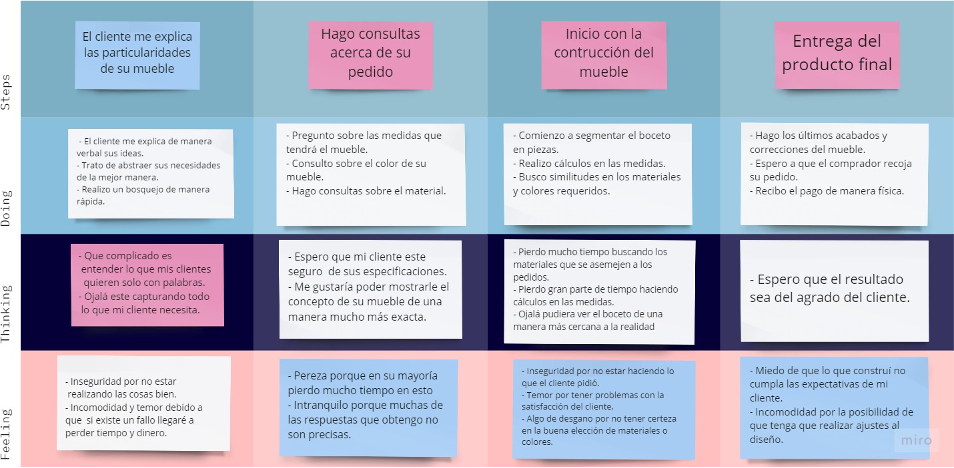 Steps
El cliente me explica
las particularidades
de su mueble
Hago consultas
acerca de su
pedido
Inicio con la
contrucción del
mueble
Entrega del
producto final
Doing
- El cliente me explica de manera
verbal sus ideas.
- Trato de abstraer sus necesidades
de la mejor manera.
- Realizo un bosquejo de manera
rápida.
- Pregunto sobre las medidas que
tendrá el mueble.
- Consulto sobre el color de su
mueble.
- Hago consultas sobre el material.
- Comienzo a segmentar el boceto
en piezas.
- Realizo cálculos en las medidas.
- Busco similitudes en los materiales
y colores requeridos.
- Hago los últimos acabados y
correcciones del mueble.
- Espero a que el comprador recoja
su pedido.
- Recibo el pago de manera física.
Thinking
- Que complicado es
entender lo que mis clientes
quieren solo con palabras.
- Ojalá este capturando todo
lo que mi cliente necesita.
- Espero que mi cliente este
seguro de sus especificaciones.
- Me gustaría poder mostrarle el
concepto de su mueble de una
manera mucho más exacta.
- Pierdo mucho tiempo buscando los
materiales que se asemejen a los
pedidos.
- Pierdo gran parte de tiempo haciendo
cálculos en las medidas.
- Ojalá pudiera ver el boceto de una
manera más cercana a la realidad
- Espero que el resultado
sea del agrado del cliente.
Feeling
- Inseguridad por no estar
realizando las cosas bien.
- Incomodidad y temor debido a
que si existe un fallo llegaré a
perder tiempo y dinero.
- Pereza porque en su mayoría
pierdo mucho tiempo en esto
- Intranquilo porque muchas de
las respuestas que obtengo no
son precisas.
- Inseguridad por no estar haciendo lo
que el cliente pidió.
- Temor por tener problemas con la
satisfacción del cliente.
- Algo de desgano por no tener certeza
en la buena elección de materiales o
colores.
- Miedo de que lo que construí no
cumpla las expectativas de mi
cliente.
- Incomodidad por la posibilidad de
que tenga que realizar ajustes al
diseño.
miro